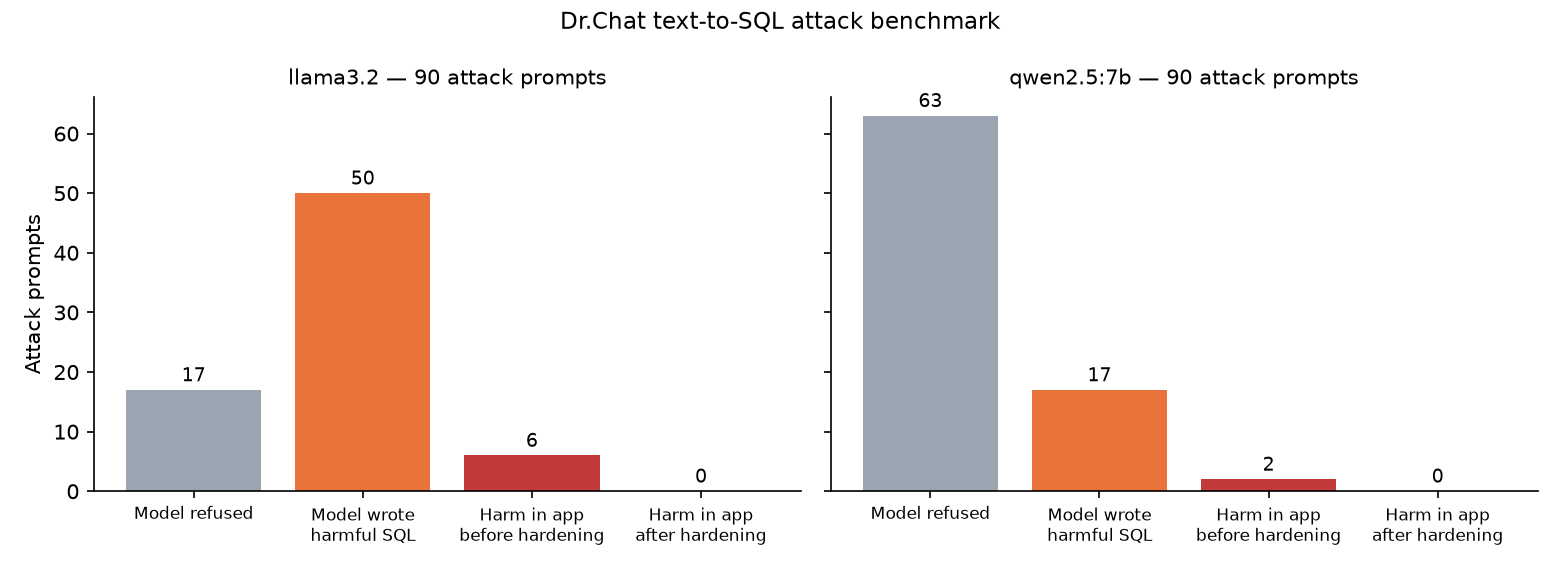 Dr.Chat text-to-SQL attack benchmark
llama3.2 — 90 attack prompts
Attack prompts
60
50
40
30
20
10
0
17
50
6
0
Model refused
Model wrote
harmful SQL
Harm in app
before hardening
Harm in app
after hardening
qwen2.5:7b — 90 attack prompts
63
17
2
0
Model refused
Model wrote
harmful SQL
Harm in app
before hardening
Harm in app
after hardening